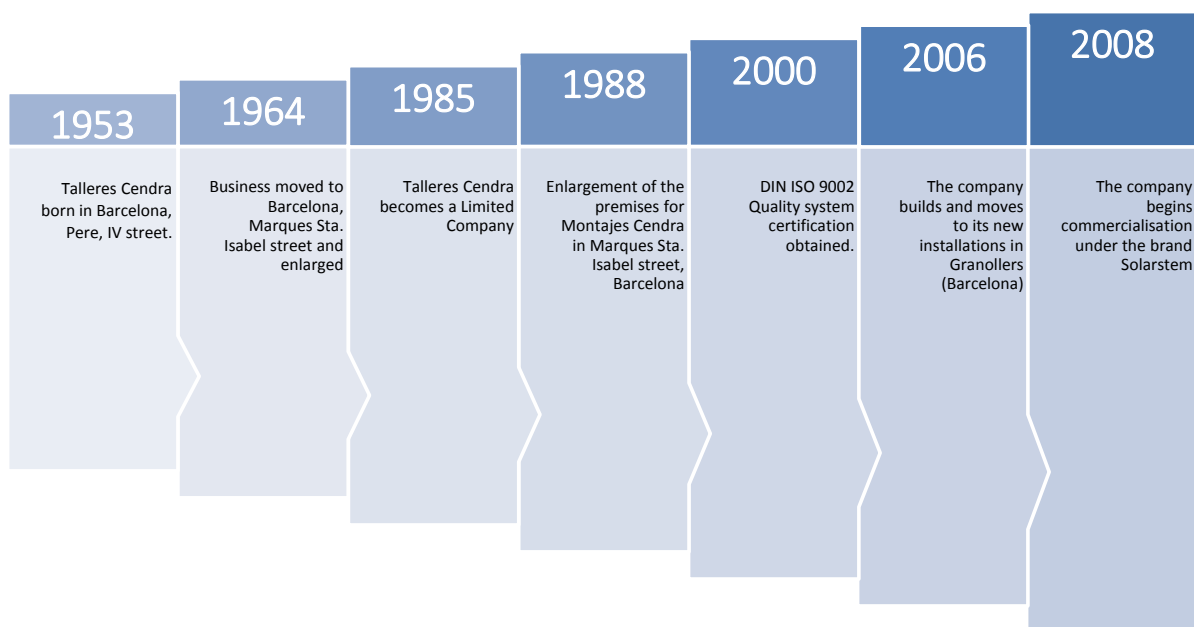 1953
Talleres Cendra
born in Barcelona,
Pere, IV street.
1964
Business moved to
Barcelona,
Marques Sta.
Isabel street and
enlarged
1985
Talleres Cendra
becomes a Limited
Company
1988
Enlargement of the
premises for
Montajes Cendra
in Marques Sta.
Isabel street,
Barcelona
2000
DIN ISO 9002
Quality system
certification
obtained.
2006
The company
builds and moves
to its new
installations in
Granollers
(Barcelona)
2008
The company
begins
commercialisation
under the brand
Solarstem